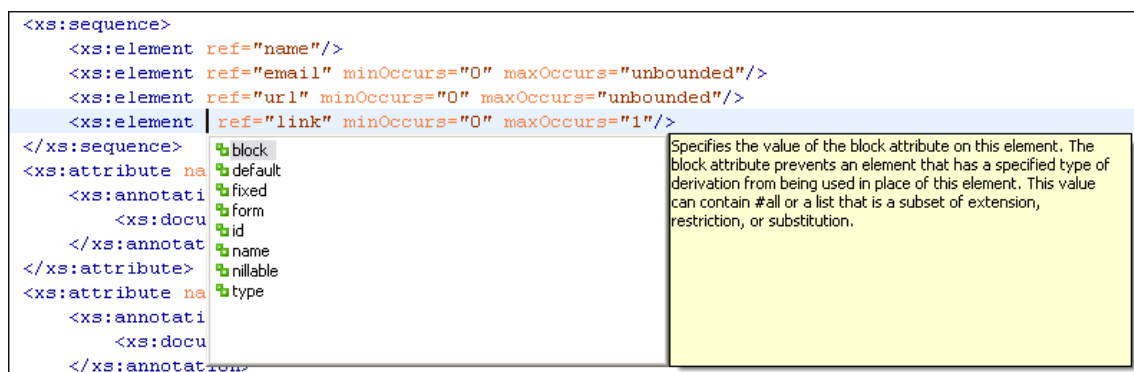 <xs:sequence>
<xs:element ref="name"/>
<xs:element ref="email" minOccurs="0" maxOccurs="unbounded"/>
<xs:element ref="url" minOccurs="0" maxOccurs="unbounded"/>
<xs:element ref="link" minOccurs="0" maxOccurs="1"/>
</xs:sequence>
<xs:attribute na
<xs:annotati
<xs:docu
</xs:annotat
</xs:attribute>
<xs:attribute na
<xs:annotati
<xs:docu
</xs:annotation>
block
default
fixed
form
id
name
nillable
type
Specifies the value of the block attribute on this element. The
block attribute prevents an element that has a specified type of
derivation from being used in place of this element. This value
can contain #all or a list that is a subset of extension,
restriction, or substitution.